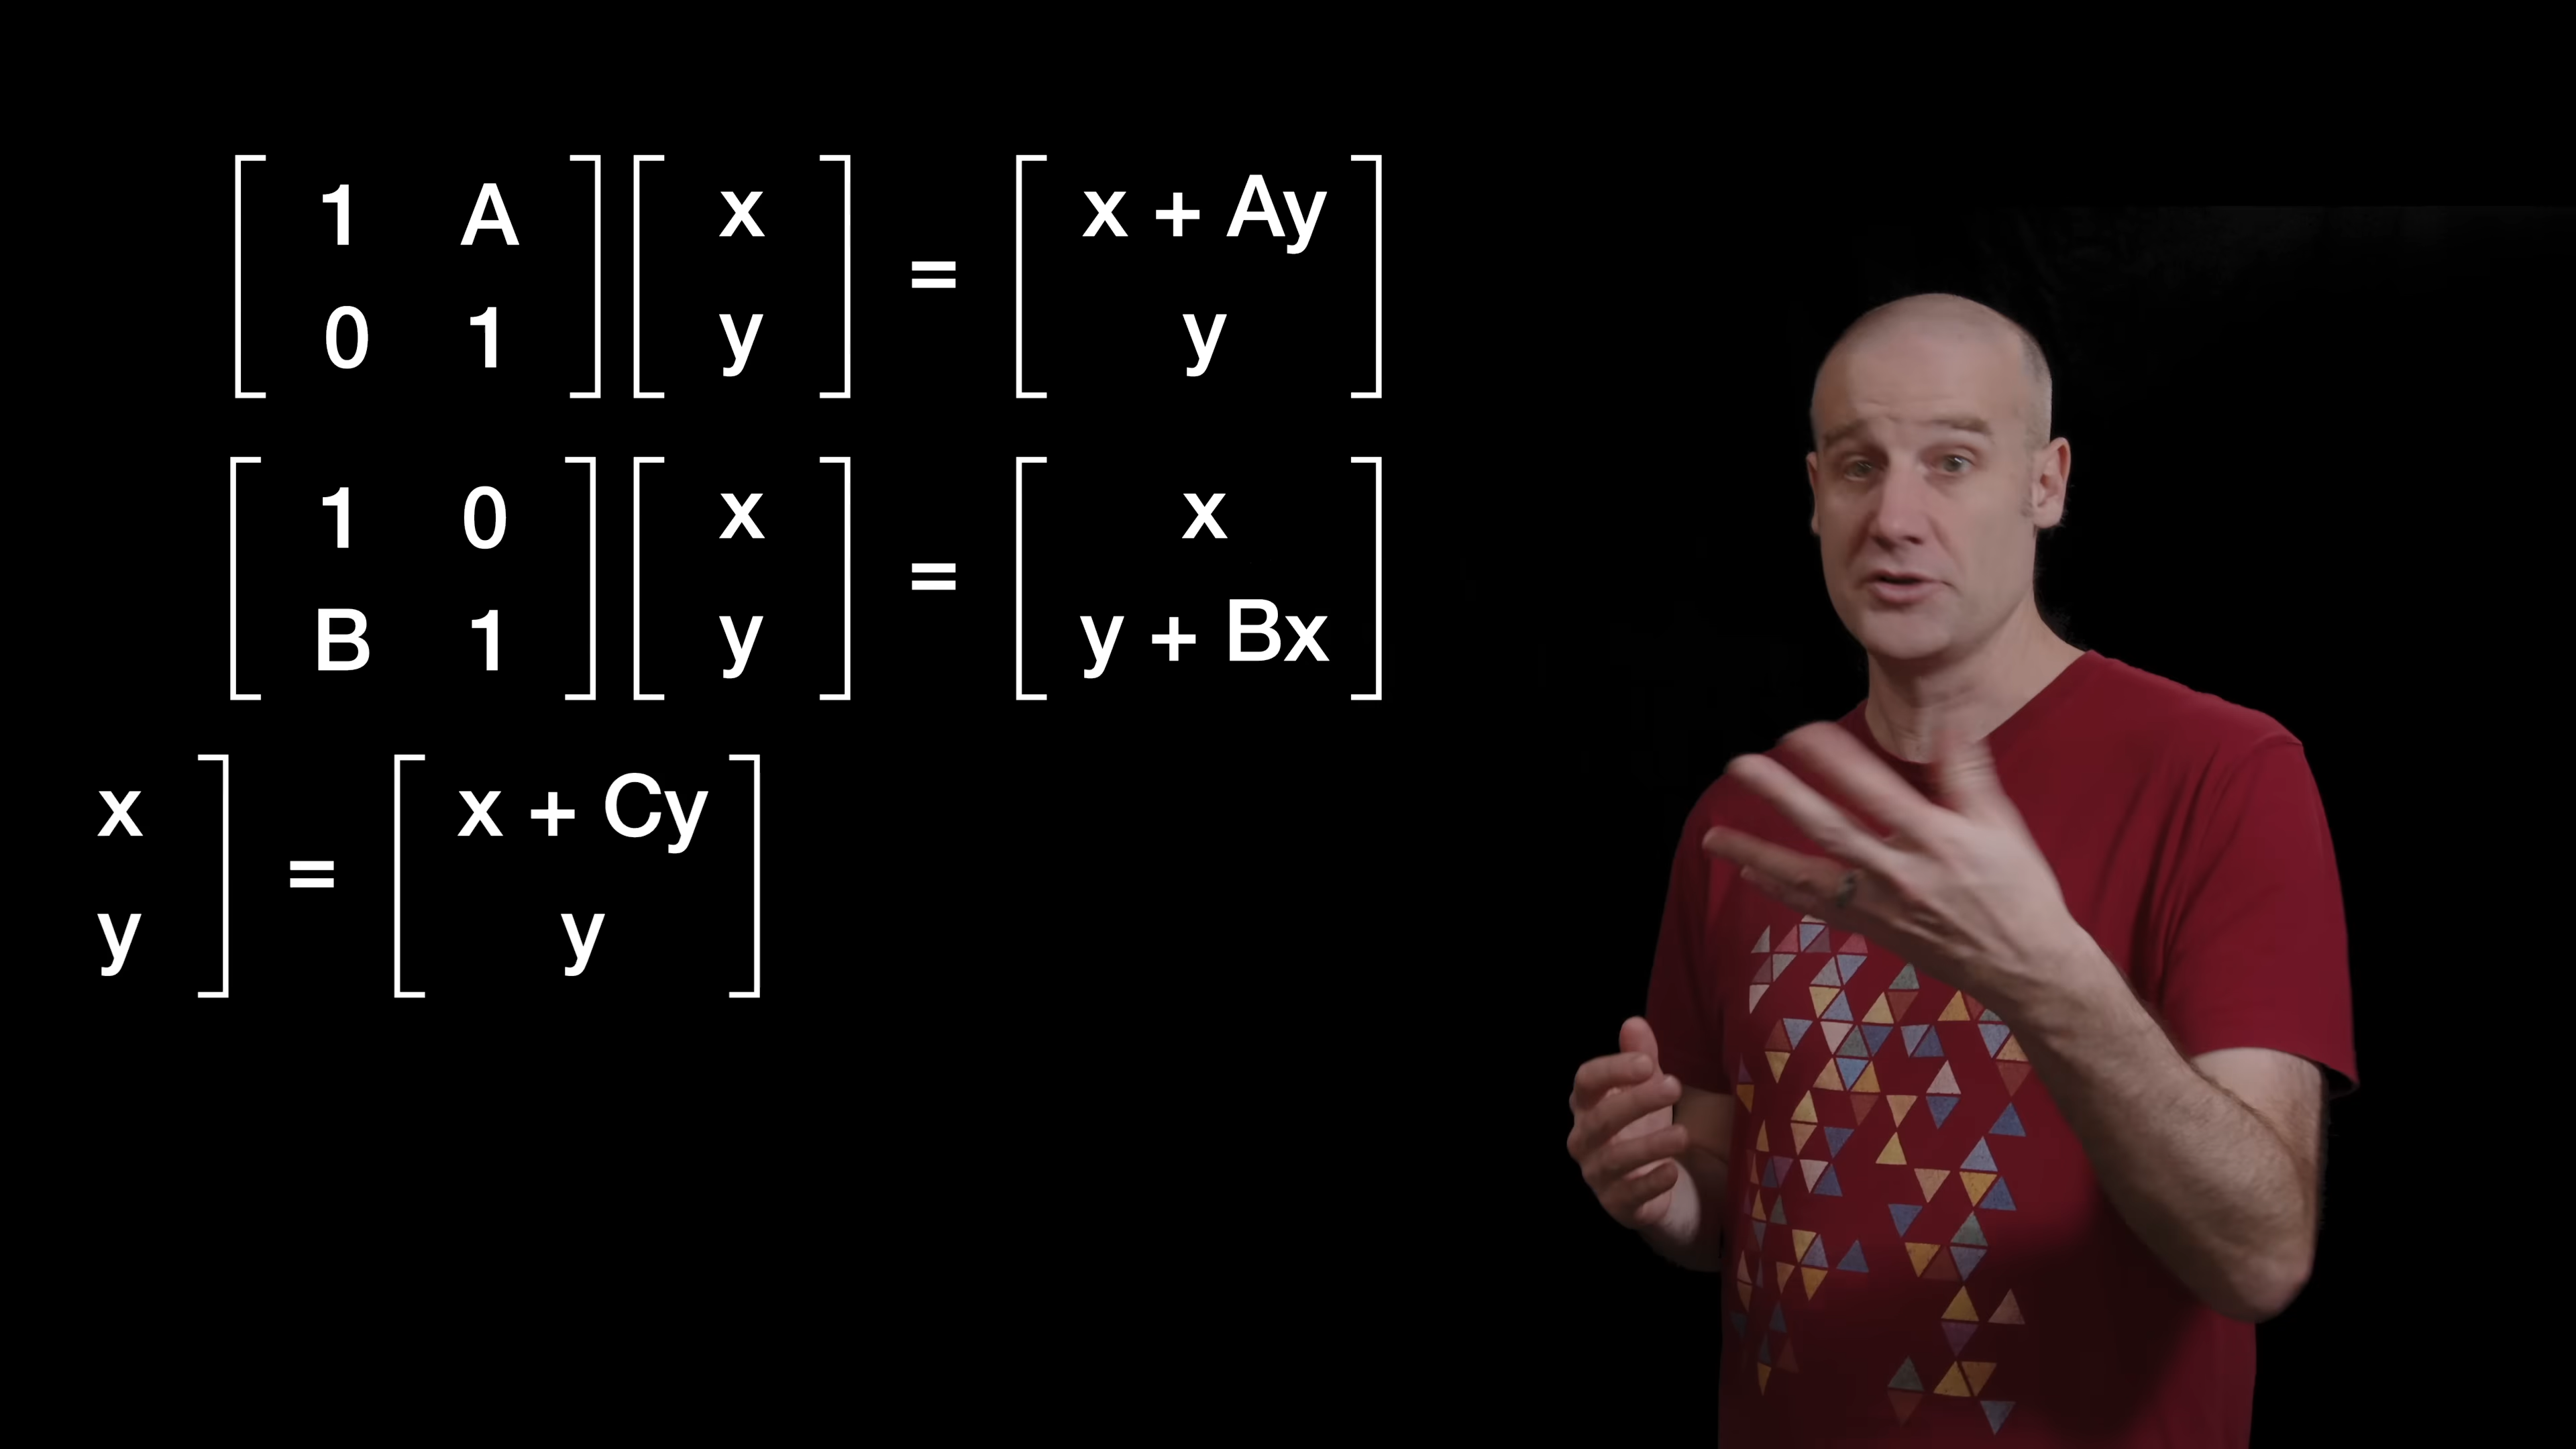 1 A x = x + Ay
0 1 y y
1 0 x = x
B 1 y y + Bx
x = x + Cy
y y